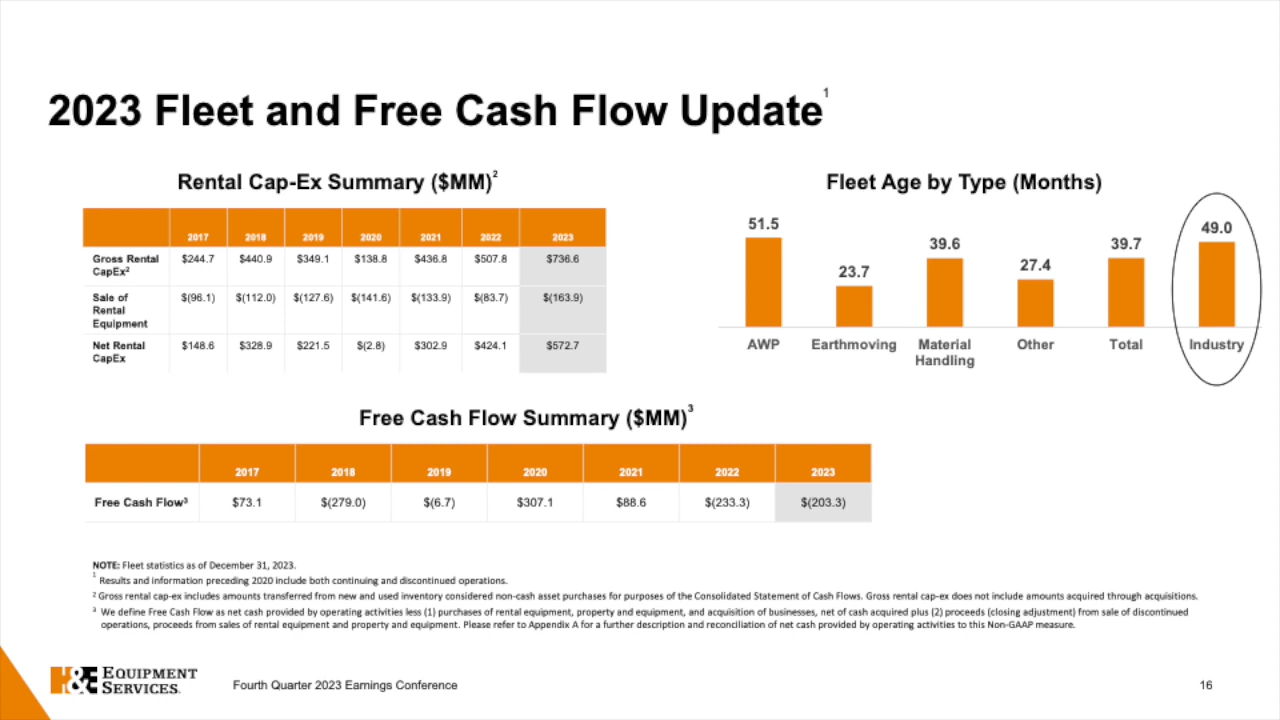 2023 Fleet and Free Cash Flow Update1
Rental Cap-Ex Summary ($MM)2
2017 2018 2019 2020 2021 2022 2023
Gross Rental CapEx2 $244.7 $440.9 $349.1 $138.8 $436.8 $507.8 $736.6
Sale of Rental Equipment $(96.1) $(112.0) $(127.6) $(141.6) $(133.9) $(83.7) $(163.9)
Net Rental CapEx $148.6 $328.9 $221.5 $(2.8) $302.9 $424.1 $572.7
Fleet Age by Type (Months)
51.5 23.7 39.6 27.4 39.7 49.0
AWP Earthmoving Material Handling Other Total Industry
Free Cash Flow Summary ($MM)3
2017 2018 2019 2020 2021 2022 2023
Free Cash Flow3 $73.1 $(279.0) $(6.7) $307.1 $88.6 $(233.3) $(203.3)
NOTE: Fleet statistics as of December 31, 2023.
1 Results and information preceding 2020 include both continuing and discontinued operations.
2 Gross rental cap-ex includes amounts transferred from new and used inventory considered non-cash asset purchases for purposes of the Consolidated Statement of Cash Flows. Gross rental cap-ex does not include amounts acquired through acquisitions.
3 We define Free Cash Flow as net cash provided by operating activities less (1) purchases of rental equipment, property and equipment, and acquisition of businesses, net of cash acquired plus (2) proceeds (closing adjustment) from sale of discontinued
operations, proceeds from sales of rental equipment and property and equipment. Please refer to Appendix A for a further description and reconciliation of net cash provided by operating activities to this Non-GAAP measure.
H&E EQUIPMENT
SERVICES.
Fourth Quarter 2023 Earnings Conference
16